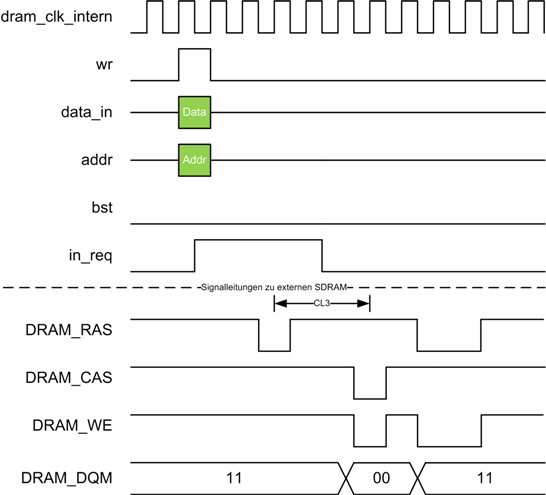 dram_clk_intern
wr
data_in
Data
addr
Addr
bst
in_req
Signalleitungen zu externen SDRAM
CL3
DRAM_RAS
DRAM_CAS
DRAM_WE
DRAM_DQM
11
00
11